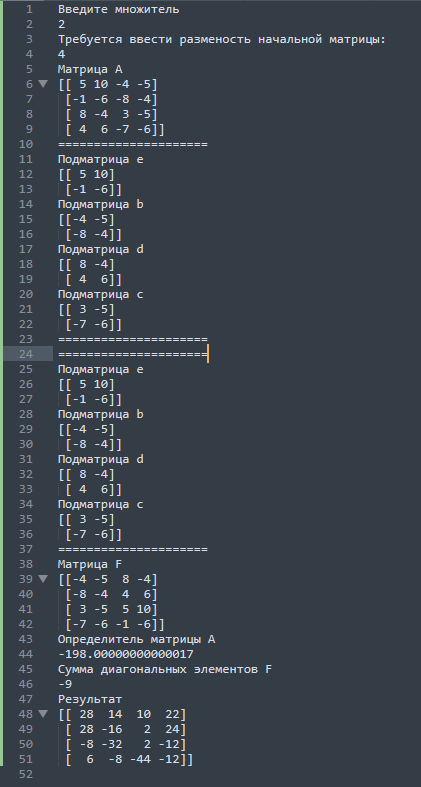 1 Введите множитель
2 2
3 Требуется ввести разменость начальной матрицы:
4 4
5 Матрица A
6 [[ 5 10 -4 -5]
7 [-1 -6 -8 -4]
8 [ 8 -4  3 -5]
9 [ 4  6 -7 -6]]
10 =====================
11 Подматрица e
12 [[ 5 10]
13 [-1 -6]]
14 Подматрица b
15 [[-4 -5]
16 [-8 -4]]
17 Подматрица d
18 [[ 8 -4]
19 [ 4  6]]
20 Подматрица c
21 [[ 3 -5]
22 [-7 -6]]
23 =====================
24 =====================
25 Подматрица e
26 [[ 5 10]
27 [-1 -6]]
28 Подматрица b
29 [[-4 -5]
30 [-8 -4]]
31 Подматрица d
32 [[ 8 -4]
33 [ 4  6]]
34 Подматрица c
35 [[ 3 -5]
36 [-7 -6]]
37 =====================
38 Матрица F
39 [[-4 -5  8 -4]
40 [-8 -4  4  6]
41 [ 3 -5  5 10]
42 [-7 -6 -1 -6]]
43 Определитель матрицы A
44 -198.00000000000017
45 Сумма диагональных элементов F
46 -9
47 Результат
48 [[ 28  14  10  22]
49 [ 28 -16   2  24]
50 [ -8 -32   2 -12]
51 [  6  -8 -44 -12]]
52